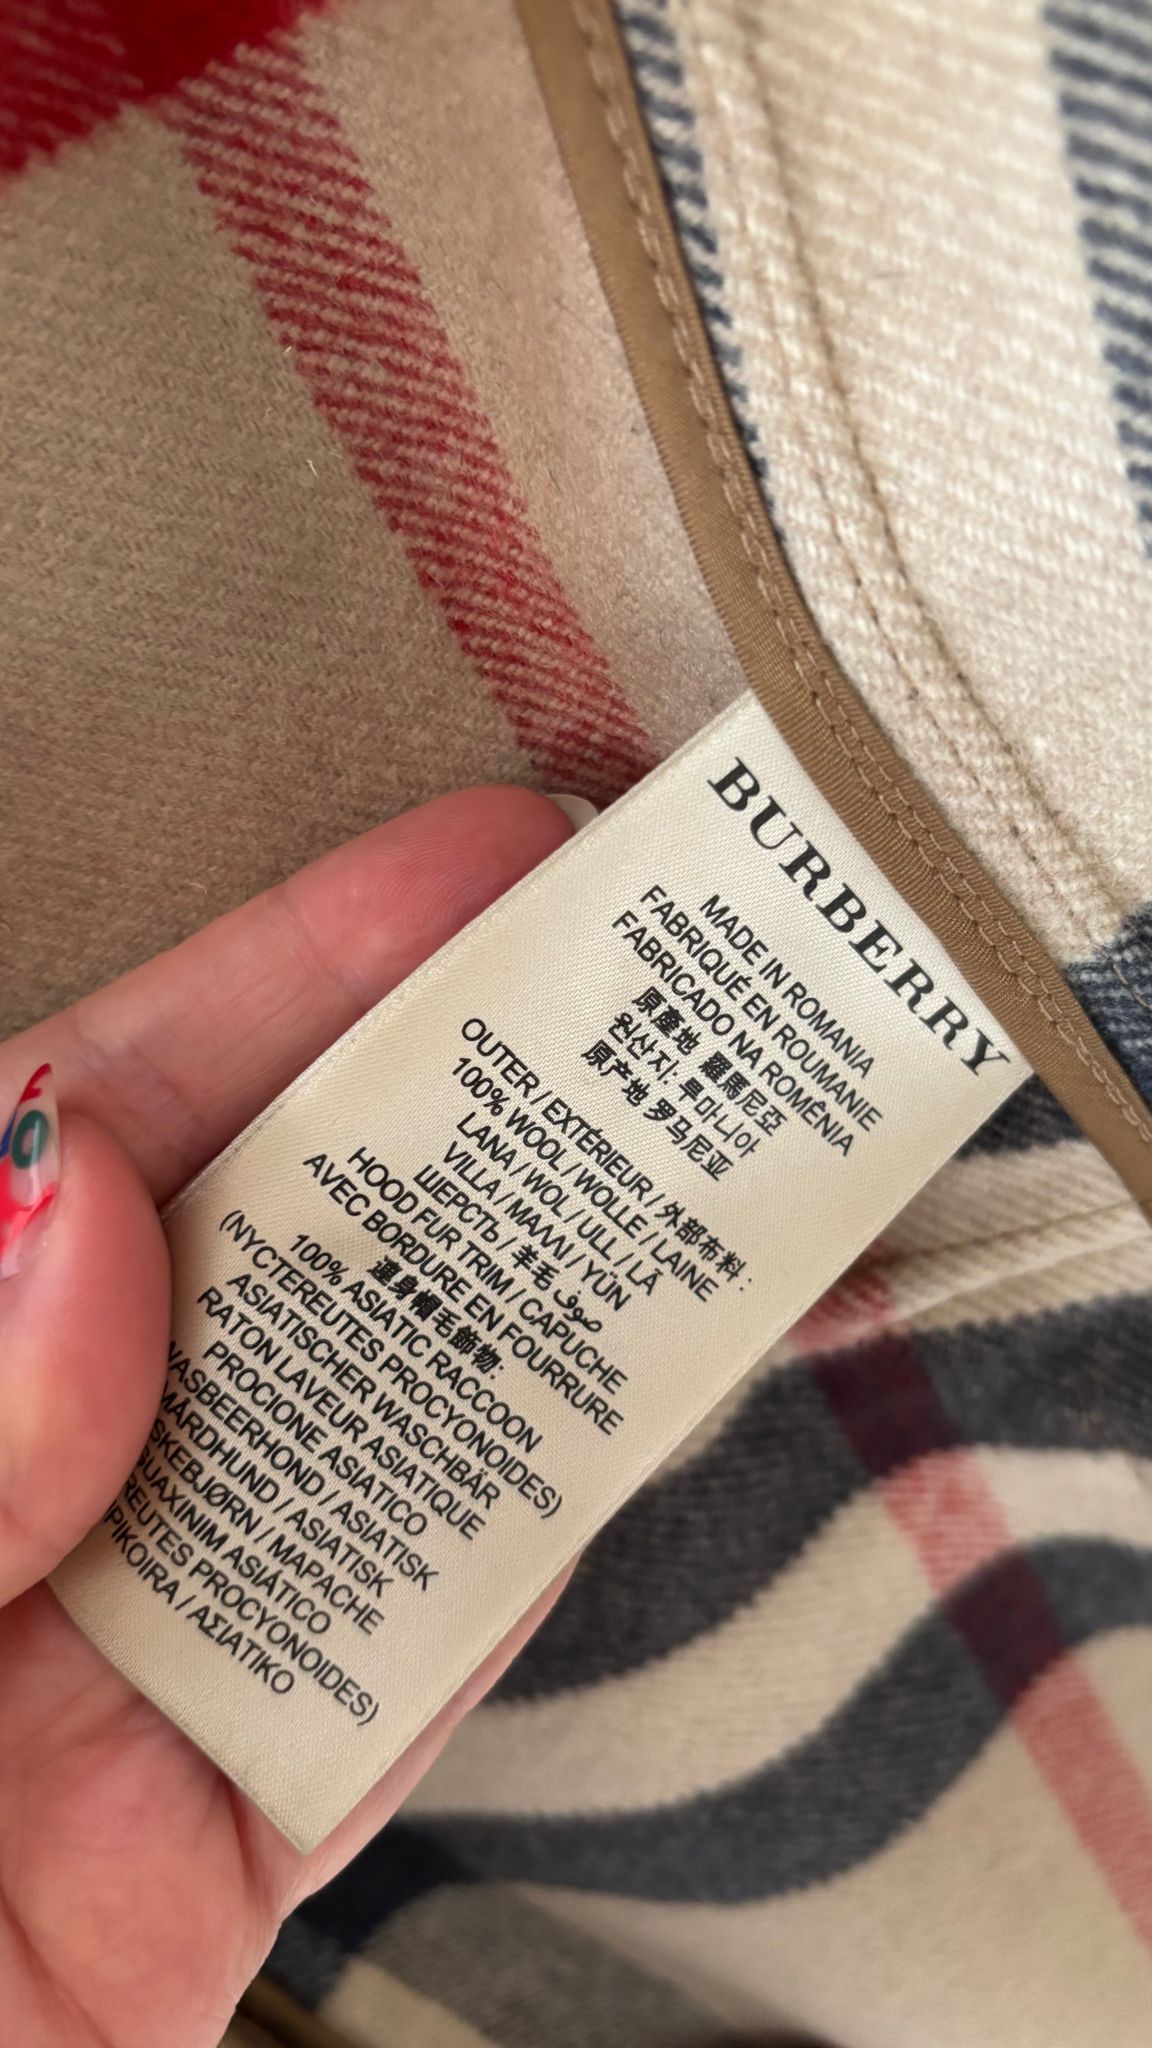 BURBERRY
MADE IN ROMANIA
FABRIQUÉ EN ROUMANIE
FABRICADO NA ROMÊNIA
原產地 羅馬尼亞
원산지: 루마니아
原产地 罗马尼亚
OUTER / EXTÉRIEUR / 外部布料 :
100% WOOL / WOLLE / LAINE
LANA / WOL / ULL / LÃ
VILLA / ΜΑΛΛΙ / YÜN
ШЕРСТЬ / 羊毛 صوف
HOOD FUR TRIM / CAPUCHE
AVEC BORDURE EN FOURRURE
連身帽毛飾物:
100% ASIATIC RACCOON
(NYCTEREUTES PROCYONOIDES)
ASIATISCHER WASCHBÄR
RATON LAVEUR ASIATIQUE
PROCIONE ASIATICO
WASBEERHOND / ASIATISK
MÅRDHUND / ASIATISK
SKEBJØRN / MAPACHE
GUAXINIM ASIÁTICO
REUTES PROCYONOIDES)
PIKOIRA / ΑΣΙΑΤΙΚΟ